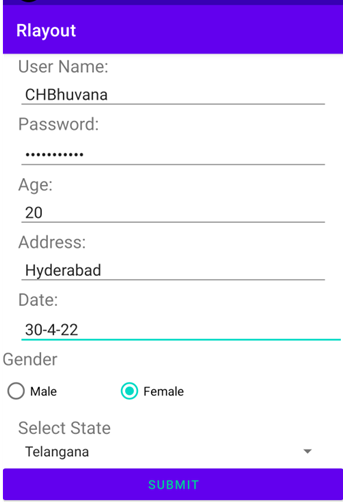 Rlayout
User Name:
CHBhuvana
Password:
•••••••••••
Age:
20
Address:
Hyderabad
Date:
30-4-22
Gender
Male Female
Select State
Telangana
SUBMIT